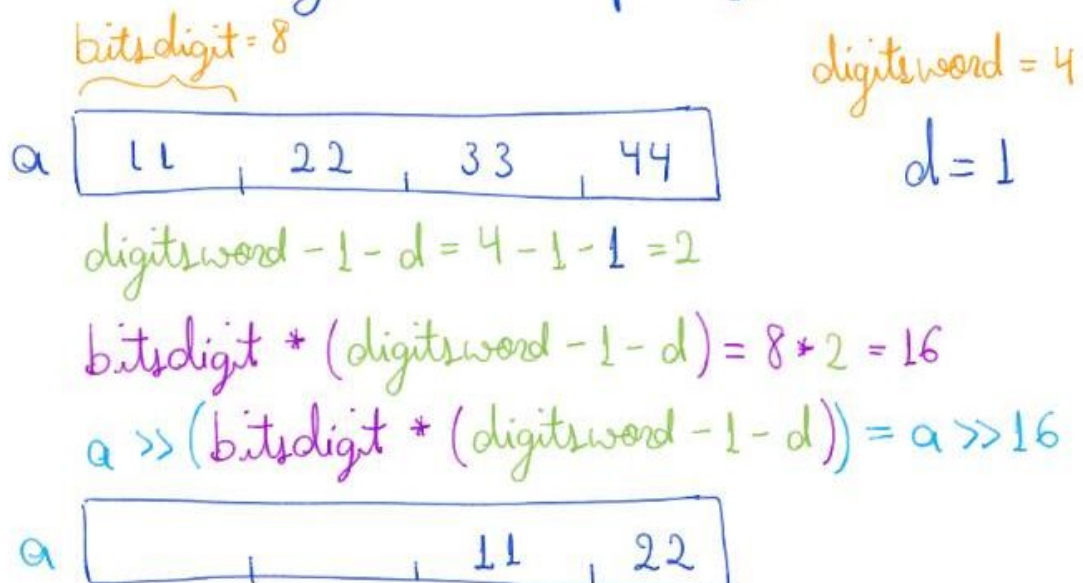 bitsdigit = 8
digitsword = 4
a 11 22 33 44
d = 1
digitsword - 1 - d = 4 - 1 - 1 = 2
bitsdigit * (digitsword - 1 - d) = 8 * 2 = 16
a >> (bitsdigit * (digitsword - 1 - d)) = a >> 16
a 11 22